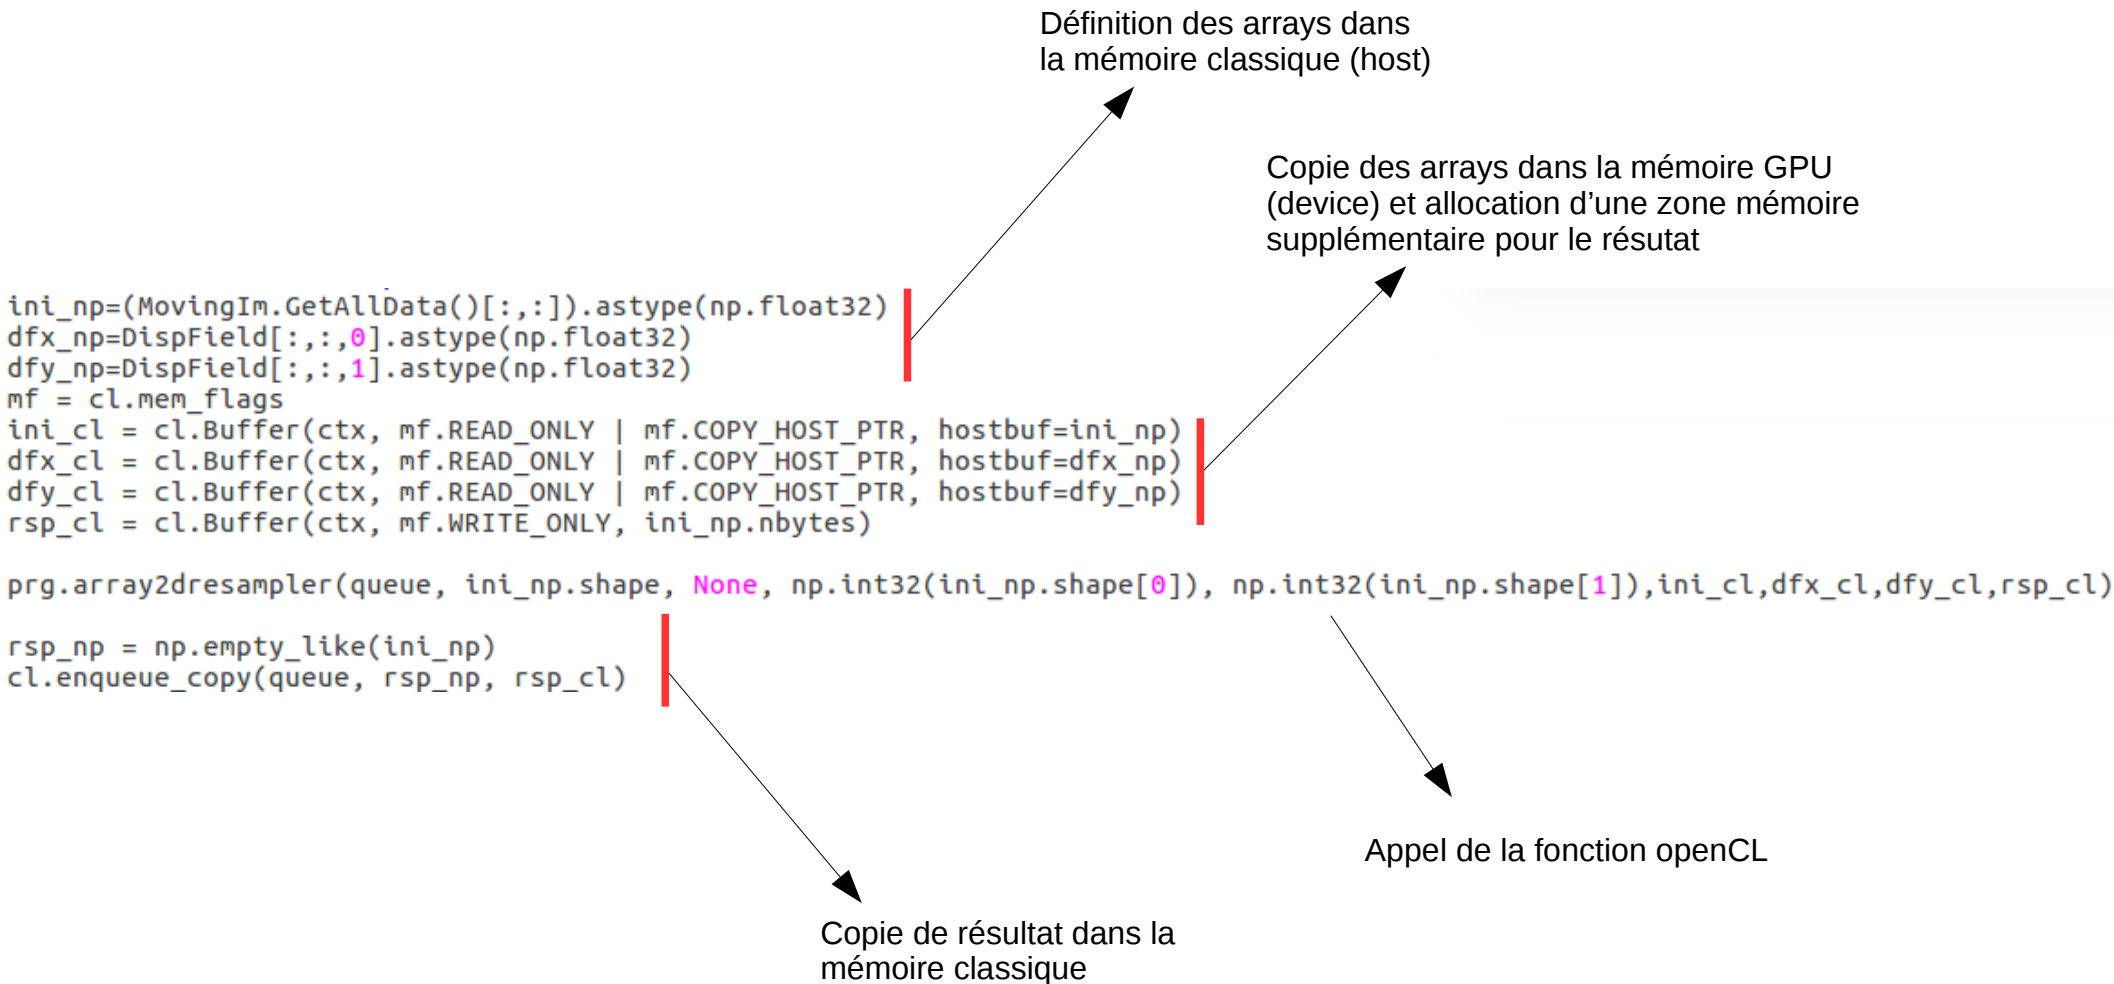 Définition des arrays dans
la mémoire classique (host)
Copie des arrays dans la mémoire GPU
(device) et allocation d’une zone mémoire
supplémentaire pour le résutat
ini_np=(MovingIm.GetAllData()[:,:]).astype(np.float32)
dfx_np=DispField[:,:,0].astype(np.float32)
dfy_np=DispField[:,:,1].astype(np.float32)
mf = cl.mem_flags
ini_cl = cl.Buffer(ctx, mf.READ_ONLY | mf.COPY_HOST_PTR, hostbuf=ini_np)
dfx_cl = cl.Buffer(ctx, mf.READ_ONLY | mf.COPY_HOST_PTR, hostbuf=dfx_np)
dfy_cl = cl.Buffer(ctx, mf.READ_ONLY | mf.COPY_HOST_PTR, hostbuf=dfy_np)
rsp_cl = cl.Buffer(ctx, mf.WRITE_ONLY, ini_np.nbytes)
prg.array2dresampler(queue, ini_np.shape, None, np.int32(ini_np.shape[0]), np.int32(ini_np.shape[1]),ini_cl,dfx_cl,dfy_cl,rsp_cl)
rsp_np = np.empty_like(ini_np)
cl.enqueue_copy(queue, rsp_np, rsp_cl)
Appel de la fonction openCL
Copie de résultat dans la
mémoire classique